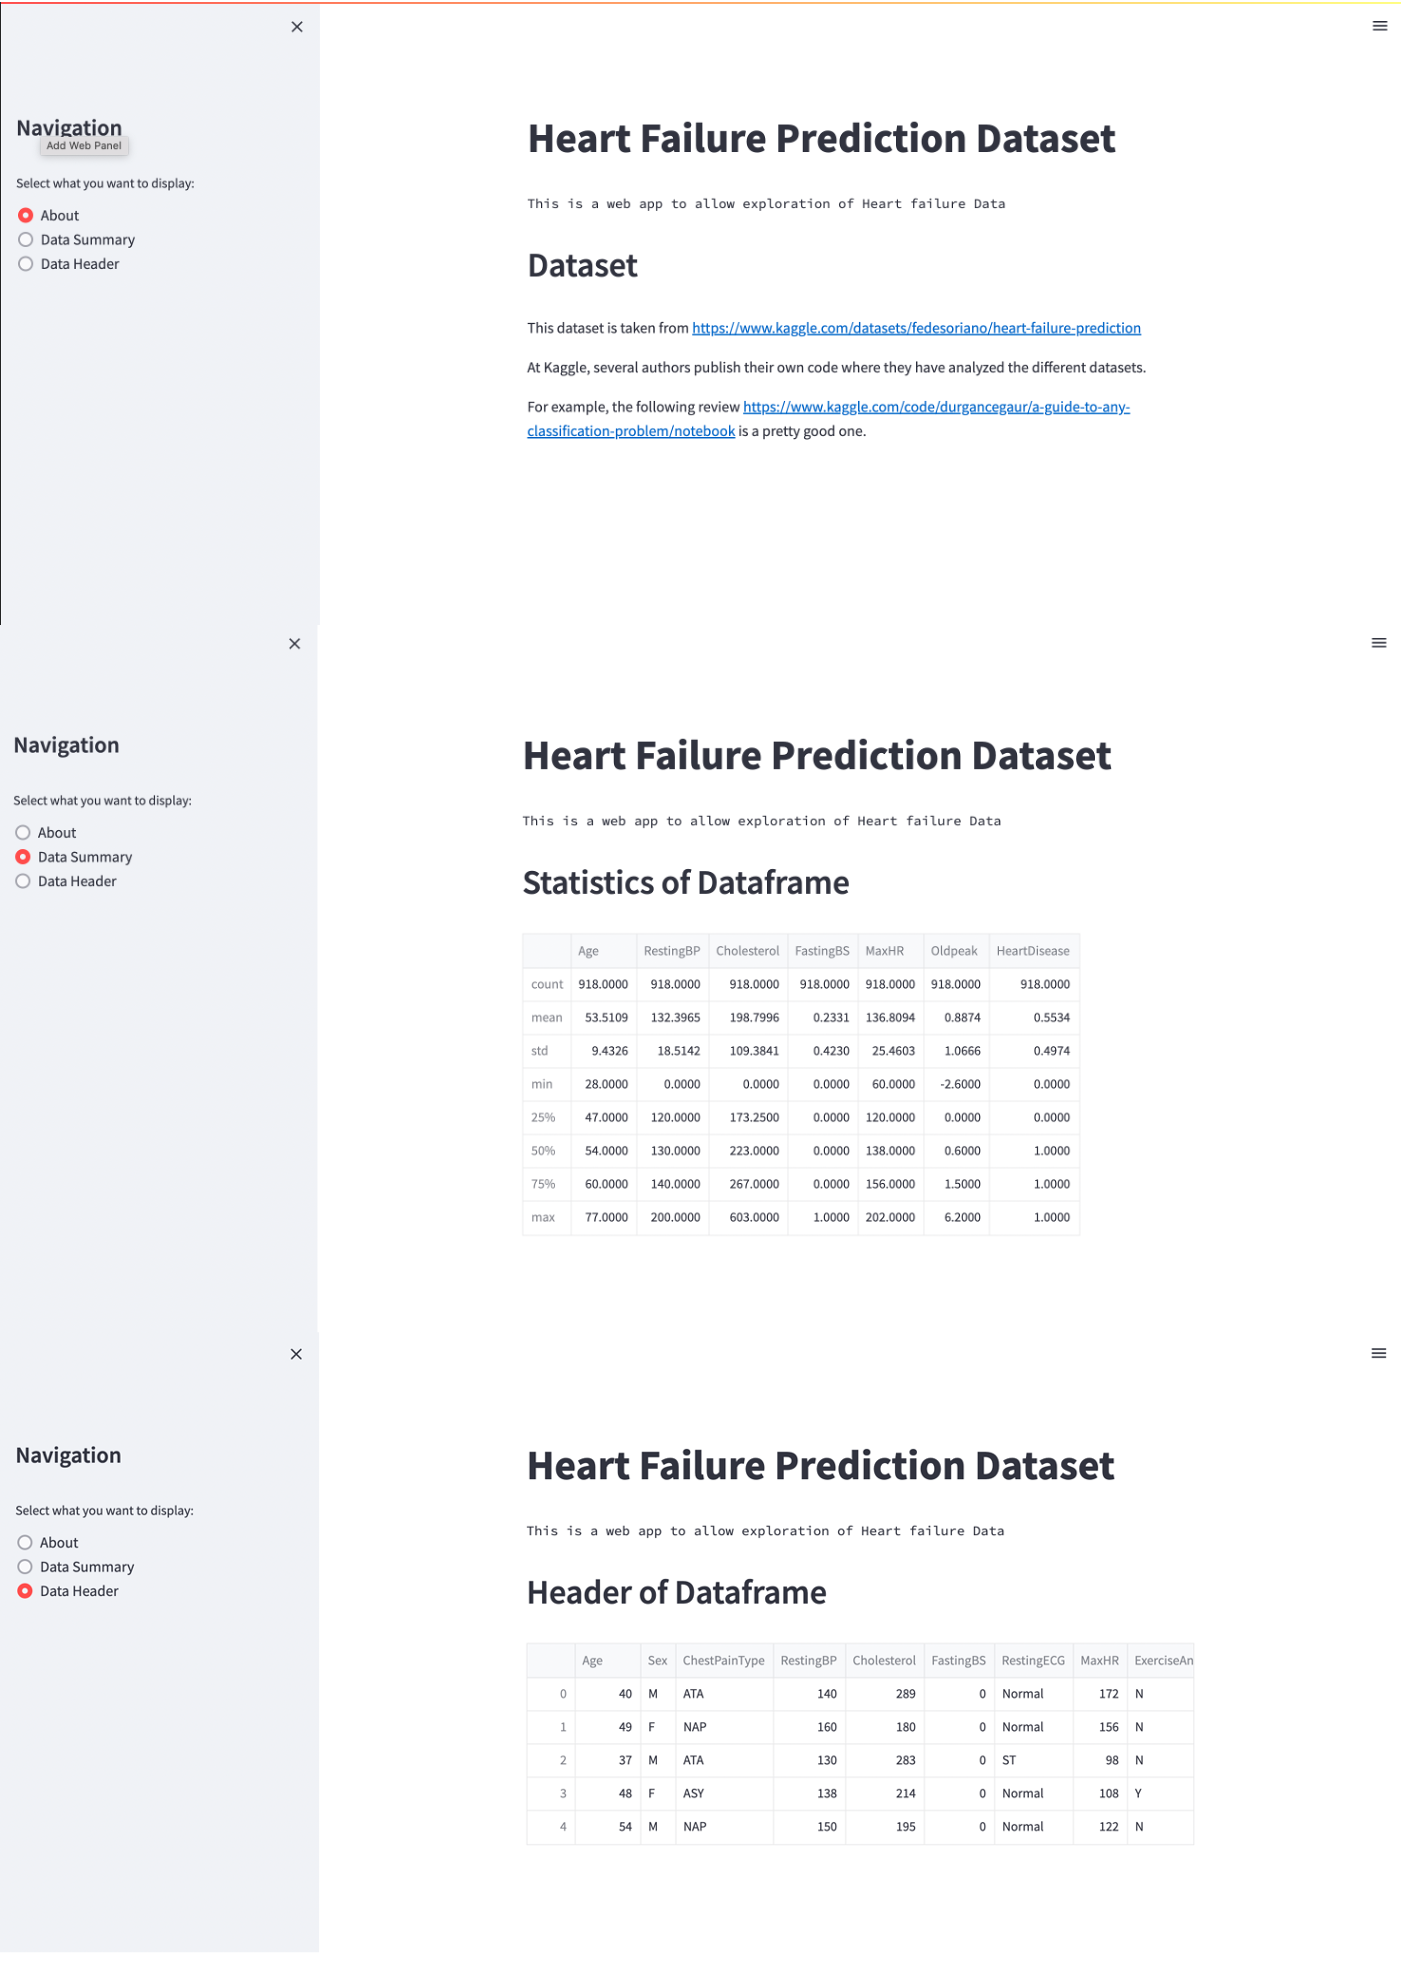 Navigation
Add Web Panel
Select what you want to display:
About
Data Summary
Data Header
Heart Failure Prediction Dataset
This is a web app to allow exploration of Heart failure Data
Dataset
This dataset is taken from https://www.kaggle.com/datasets/fedesoriano/heart-failure-prediction
At Kaggle, several authors publish their own code where they have analyzed the different datasets.
For example, the following review https://www.kaggle.com/code/durgancegaur/a-guide-to-any-
classification-problem/notebook is a pretty good one.
Navigation
Select what you want to display:
About
Data Summary
Data Header
Heart Failure Prediction Dataset
This is a web app to allow exploration of Heart failure Data
Statistics of Dataframe
Age RestingBP Cholesterol FastingBS MaxHR Oldpeak HeartDisease
count 918.0000 918.0000 918.0000 918.0000 918.0000 918.0000 918.0000
mean 53.5109 132.3965 198.7996 0.2331 136.8094 0.8874 0.5534
std 9.4326 18.5142 109.3841 0.4230 25.4603 1.0666 0.4974
min 28.0000 0.0000 0.0000 0.0000 60.0000 -2.6000 0.0000
25% 47.0000 120.0000 173.2500 0.0000 120.0000 0.0000 0.0000
50% 54.0000 130.0000 223.0000 0.0000 138.0000 0.6000 1.0000
75% 60.0000 140.0000 267.0000 0.0000 156.0000 1.5000 1.0000
max 77.0000 200.0000 603.0000 1.0000 202.0000 6.2000 1.0000
Navigation
Select what you want to display:
About
Data Summary
Data Header
Heart Failure Prediction Dataset
This is a web app to allow exploration of Heart failure Data
Header of Dataframe
Age Sex ChestPainType RestingBP Cholesterol FastingBS RestingECG MaxHR ExerciseAn
0 40 M ATA 140 289 0 Normal 172 N
1 49 F NAP 160 180 0 Normal 156 N
2 37 M ATA 130 283 0 ST 98 N
3 48 F ASY 138 214 0 Normal 108 Y
4 54 M NAP 150 195 0 Normal 122 N